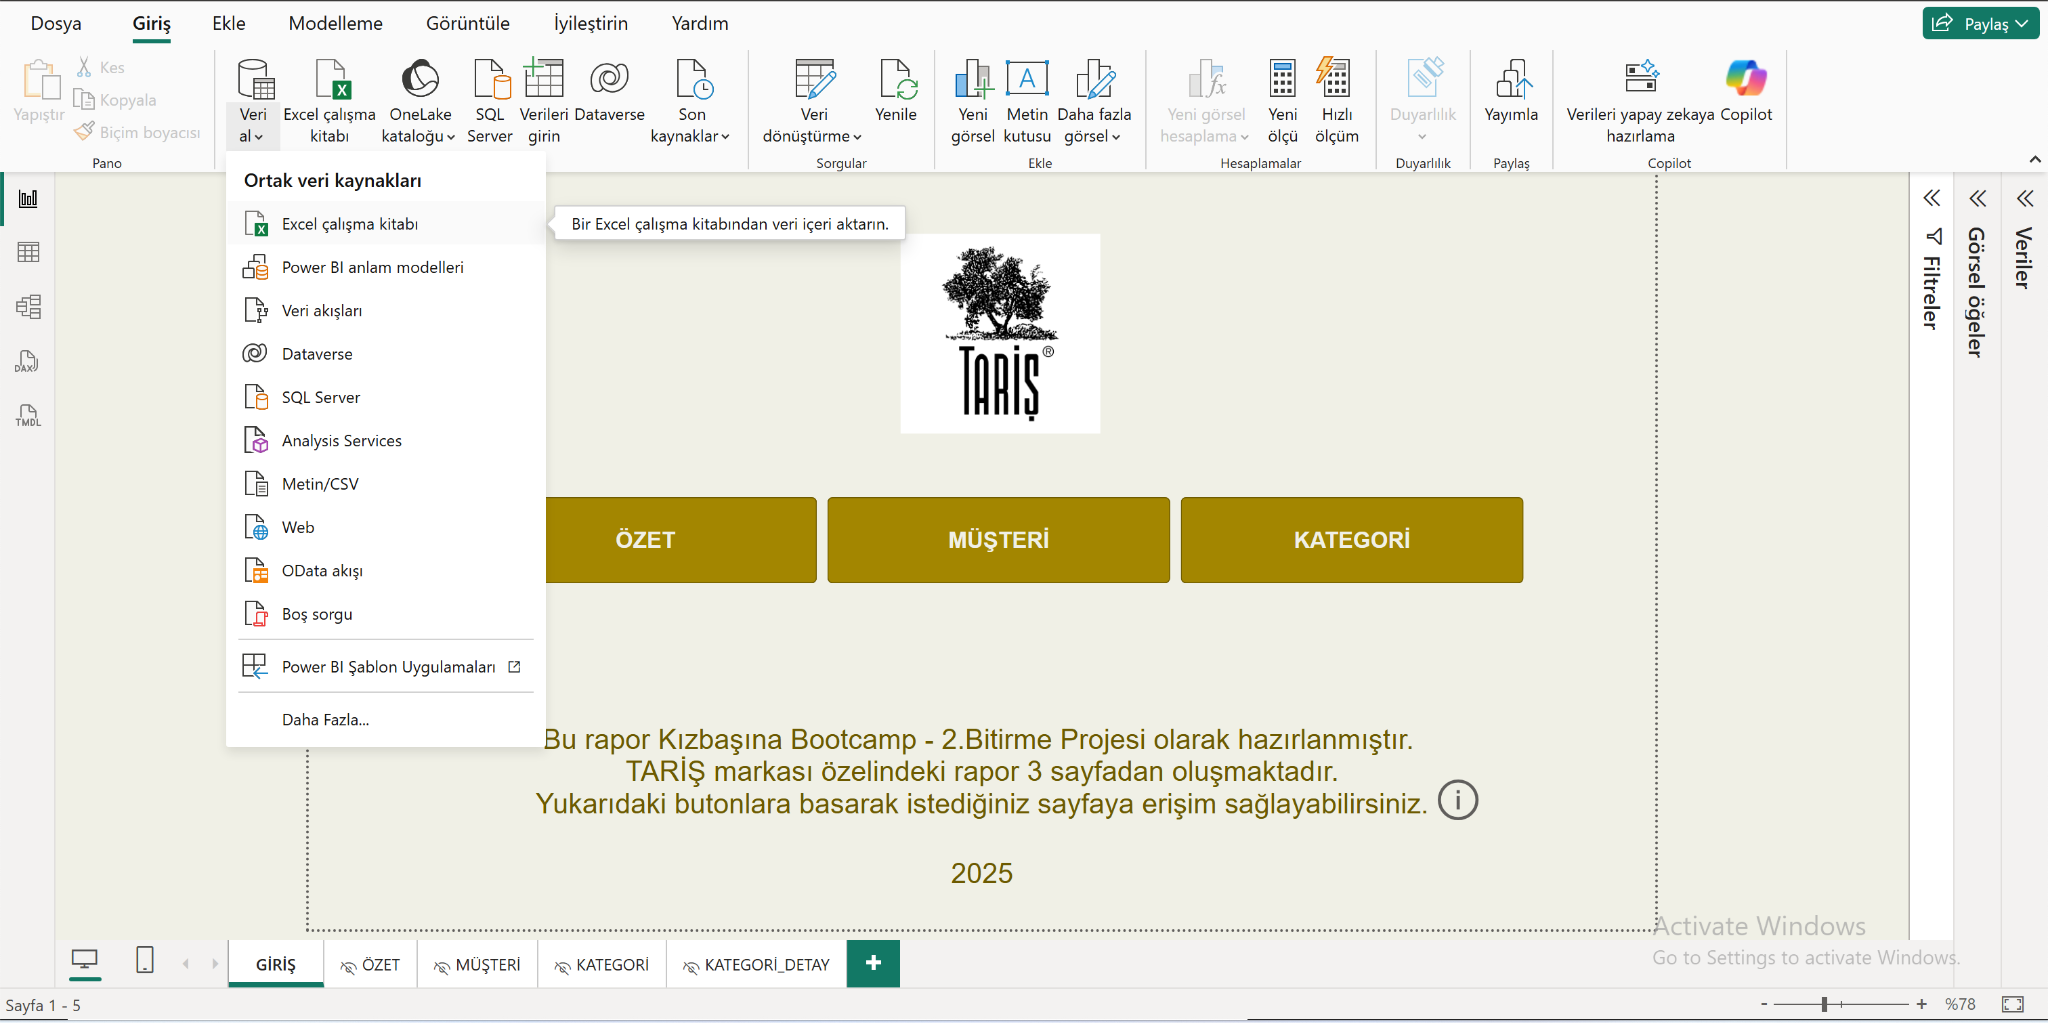 Dosya Giriş Ekle Modelleme Görüntüle İyileştirin Yardım Paylaş
Yapıştır
Kes
Kopyala
Biçim boyacısı
Pano
Veri al
Excel çalışma kitabı
OneLake kataloğu
SQL Server
Verileri girin
Dataverse
Son kaynaklar
Veri dönüştürme
Yenile
Sorgular
Yeni görsel
Metin kutusu
Daha fazla görsel
Ekle
Yeni görsel hesaplama
Yeni ölçü
Hızlı ölçüm
Hesaplamalar
Duyarlılık
Duyarlılık
Yayımla
Paylaş
Verileri yapay zekaya hazırlama
Copilot
Copilot
Ortak veri kaynakları
Excel çalışma kitabı
Bir Excel çalışma kitabından veri içeri aktarın.
Power BI anlam modelleri
Veri akışları
Dataverse
SQL Server
Analysis Services
Metin/CSV
Web
OData akışı
Boş sorgu
Power BI Şablon Uygulamaları
Daha Fazla...
DAX
TMDL
TARİŞ®
ÖZET MÜŞTERİ KATEGORİ
Bu rapor Kızbaşına Bootcamp - 2.Bitirme Projesi olarak hazırlanmıştır.
TARİŞ markası özelindeki rapor 3 sayfadan oluşmaktadır.
Yukarıdaki butonlara basarak istediğiniz sayfaya erişim sağlayabilirsiniz.
2025
Filtreler
Görsel öğeler
Veriler
Activate Windows
Go to Settings to activate Windows.
GİRİŞ ÖZET MÜŞTERİ KATEGORİ KATEGORİ_DETAY +
Sayfa 1 - 5
- + %78